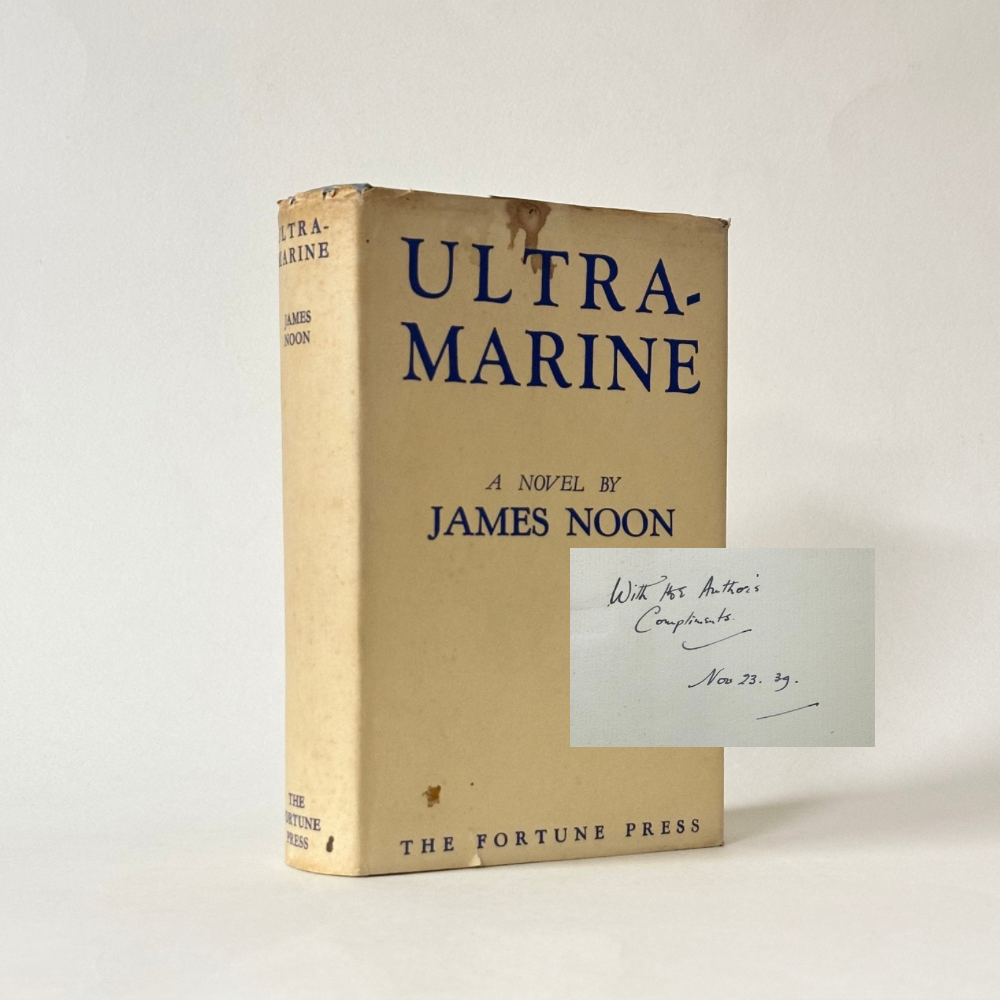 ULTRA-
MARINE
JAMES
NOON
THE
FORTUNE
PRESS
ULTRA-
MARINE
A NOVEL BY
JAMES NOON
THE FORTUNE PRESS
With the Author's
Compliments.
Nov 23. 39.